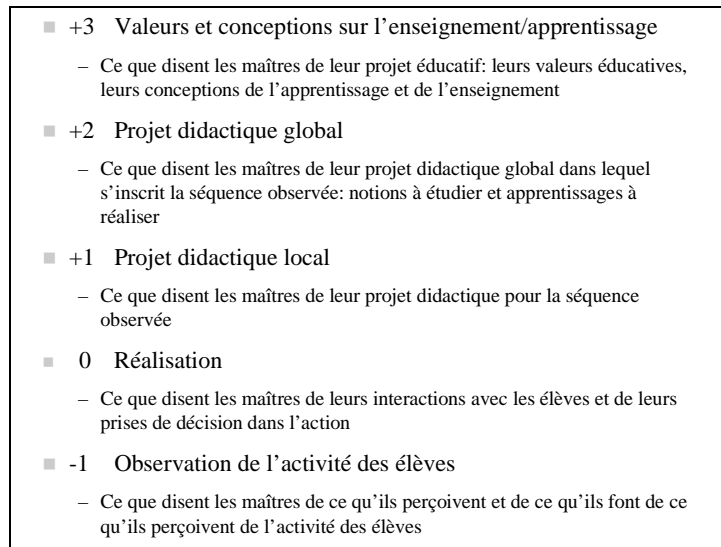 ■ +3 Valeurs et conceptions sur l’enseignement/apprentissage
– Ce que disent les maîtres de leur projet éducatif: leurs valeurs éducatives,
leurs conceptions de l’apprentissage et de l’enseignement
■ +2 Projet didactique global
– Ce que disent les maîtres de leur projet didactique global dans lequel
s’inscrit la séquence observée: notions à étudier et apprentissages à
réaliser
■ +1 Projet didactique local
– Ce que disent les maîtres de leur projet didactique pour la séquence
observée
■ 0 Réalisation
– Ce que disent les maîtres de leurs interactions avec les élèves et de leurs
prises de décision dans l’action
■ -1 Observation de l’activité des élèves
– Ce que disent les maîtres de ce qu’ils perçoivent et de ce qu’ils font de ce
qu’ils perçoivent de l’activité des élèves